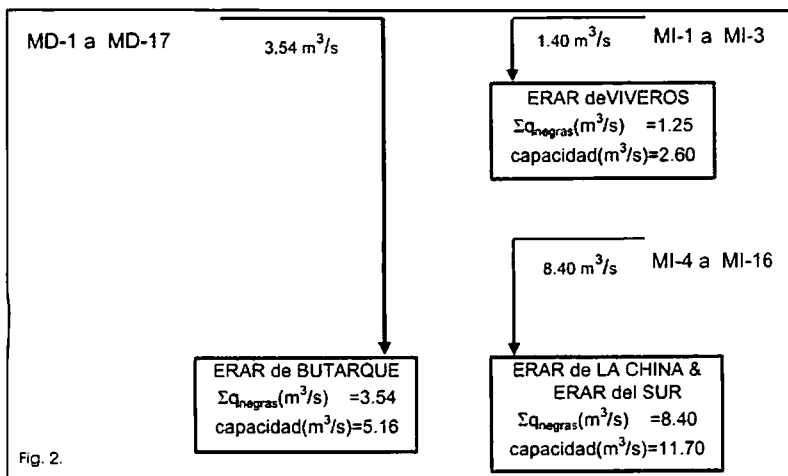 MD-1 a MD-17
3.54 m³/s
1.40 m³/s
MI-1 a MI-3
ERAR deVIVEROS
Σqnegras(m³/s) =1.25
capacidad(m³/s)=2.60
8.40 m³/s
MI-4 a MI-16
ERAR de BUTARQUE
Σqnegras(m³/s) =3.54
capacidad(m³/s)=5.16
ERAR de LA CHINA &
ERAR del SUR
Σqnegras(m³/s) =8.40
capacidad(m³/s)=11.70
Fig. 2.